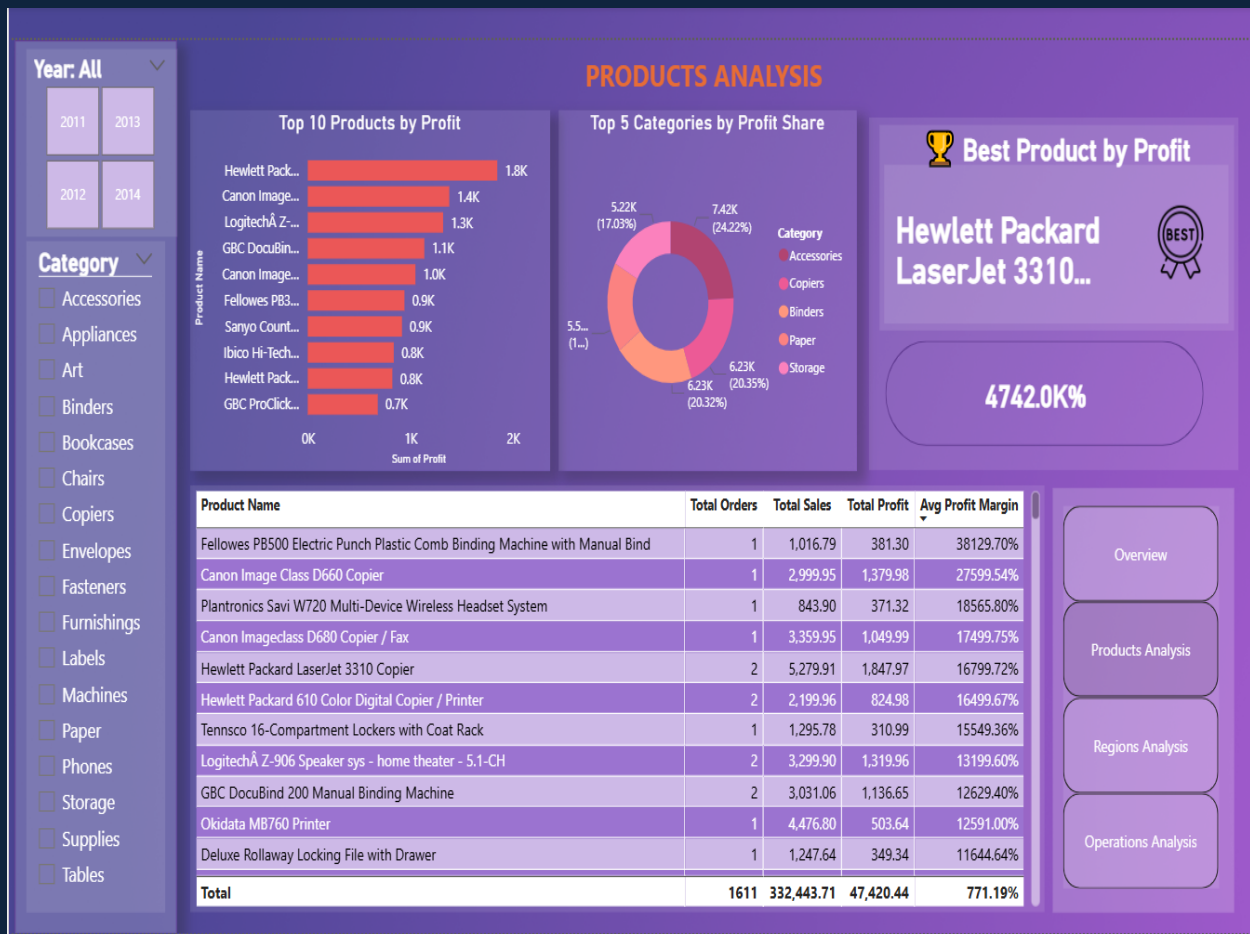 PRODUCTS ANALYSIS
Year: All
2011
2013
2012
2014
Category
Accessories
Appliances
Art
Binders
Bookcases
Chairs
Copiers
Envelopes
Fasteners
Furnishings
Labels
Machines
Paper
Phones
Storage
Supplies
Tables
Top 10 Products by Profit
Product Name
Hewlett Pack... 1.8K
Canon Image... 1.4K
LogitechÂ Z-... 1.3K
GBC DocuBin... 1.1K
Canon Image... 1.0K
Fellowes PB3... 0.9K
Sanyo Count... 0.9K
Ibico Hi-Tech... 0.8K
Hewlett Pack... 0.8K
GBC ProClick... 0.7K
0K 1K 2K
Sum of Profit
Top 5 Categories by Profit Share
5.22K
(17.03%)
7.42K
(24.22%)
5.5...
(1...)
6.23K
(20.35%)
6.23K
(20.32%)
Category
Accessories
Copiers
Binders
Paper
Storage
Best Product by Profit
Hewlett Packard
LaserJet 3310...
BEST
4742.0K%
Product Name Total Orders Total Sales Total Profit Avg Profit Margin
Fellowes PB500 Electric Punch Plastic Comb Binding Machine with Manual Bind 1 1,016.79 381.30 38129.70%
Canon Image Class D660 Copier 1 2,999.95 1,379.98 27599.54%
Plantronics Savi W720 Multi-Device Wireless Headset System 1 843.90 371.32 18565.80%
Canon Imageclass D680 Copier / Fax 1 3,359.95 1,049.99 17499.75%
Hewlett Packard LaserJet 3310 Copier 2 5,279.91 1,847.97 16799.72%
Hewlett Packard 610 Color Digital Copier / Printer 2 2,199.96 824.98 16499.67%
Tennsco 16-Compartment Lockers with Coat Rack 1 1,295.78 310.99 15549.36%
LogitechÂ Z-906 Speaker sys - home theater - 5.1-CH 2 3,299.90 1,319.96 13199.60%
GBC DocuBind 200 Manual Binding Machine 2 3,031.06 1,136.65 12629.40%
Okidata MB760 Printer 1 4,476.80 503.64 12591.00%
Deluxe Rollaway Locking File with Drawer 1 1,247.64 349.34 11644.64%
Total 1611 332,443.71 47,420.44 771.19%
Overview
Products Analysis
Regions Analysis
Operations Analysis